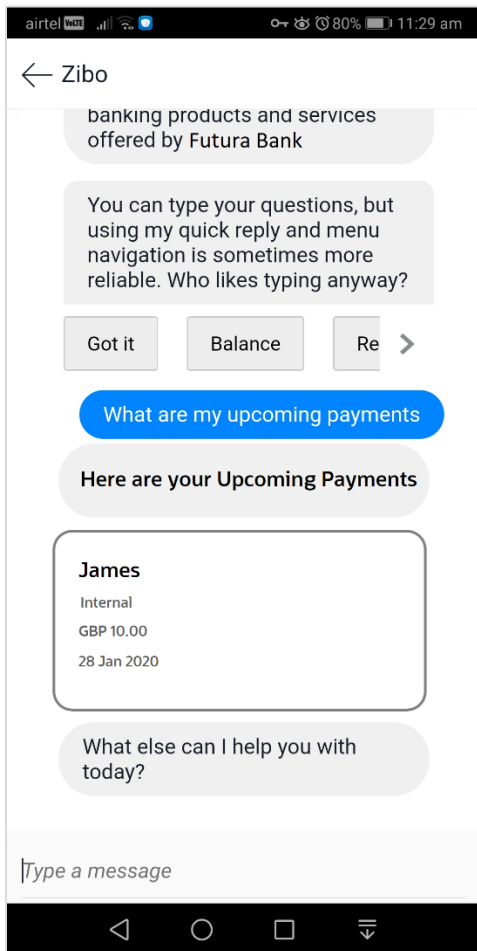 airtel VoLTE 80% 11:29 am
Zibo
banking products and services
offered by Futura Bank
You can type your questions, but
using my quick reply and menu
navigation is sometimes more
reliable. Who likes typing anyway?
Got it Balance Re
What are my upcoming payments
Here are your Upcoming Payments
James
Internal
GBP 10.00
28 Jan 2020
What else can I help you with
today?
Type a message